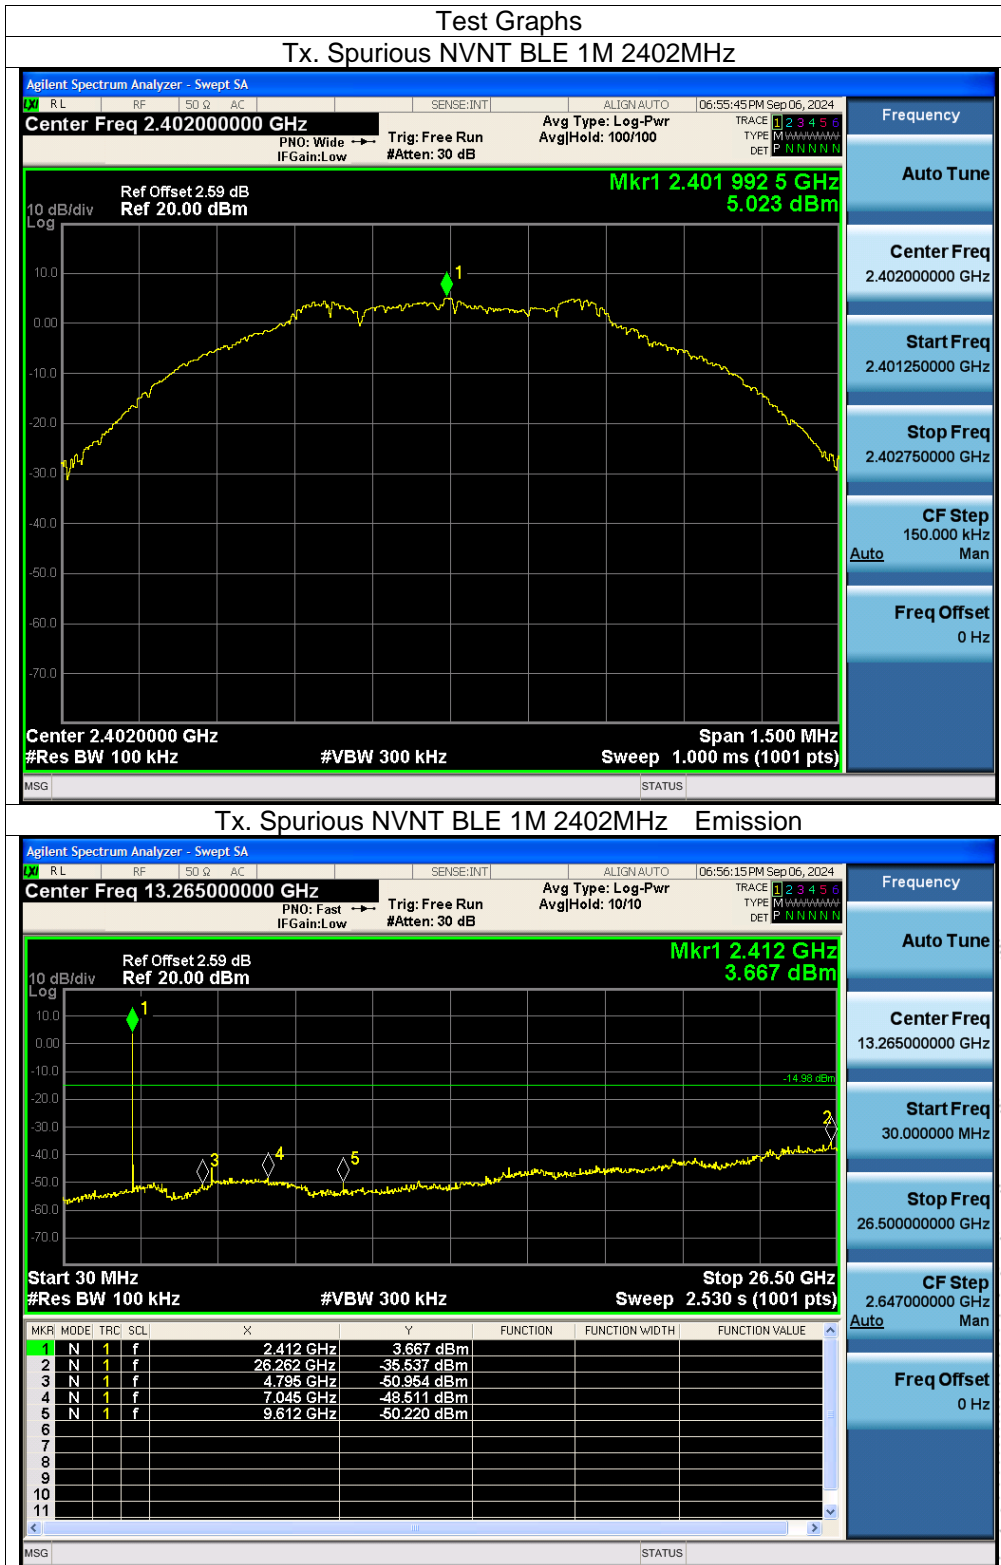 Test Graphs
Tx. Spurious NVNT BLE 1M 2402MHz
Agilent Spectrum Analyzer - Swept SA
LXI RL RF 50 Ω AC SENSE:INT ALIGN AUTO 06:55:45 PM Sep 06, 2024
Center Freq 2.402000000 GHz
PNO: Wide
IFGain:Low
Trig: Free Run
#Atten: 30 dB
Avg Type: Log-Pwr
Avg|Hold: 100/100
TRACE 1 2 3 4 5 6
TYPE M WWWWW
DET P N N N N N
Frequency
Auto Tune
Center Freq
2.402000000 GHz
Start Freq
2.401250000 GHz
Stop Freq
2.402750000 GHz
CF Step
150.000 kHz
Auto Man
Freq Offset
0 Hz
Mkr1 2.401 992 5 GHz
5.023 dBm
Ref Offset 2.59 dB
10 dB/div Ref 20.00 dBm
Log
10.0
0.00
-10.0
-20.0
-30.0
-40.0
-50.0
-60.0
-70.0
1
Center 2.4020000 GHz Span 1.500 MHz
#Res BW 100 kHz #VBW 300 kHz Sweep 1.000 ms (1001 pts)
MSG STATUS
Tx. Spurious NVNT BLE 1M 2402MHz Emission
Agilent Spectrum Analyzer - Swept SA
LXI RL RF 50 Ω AC SENSE:INT ALIGN AUTO 06:56:15 PM Sep 06, 2024
Center Freq 13.265000000 GHz
PNO: Fast
IFGain:Low
Trig: Free Run
#Atten: 30 dB
Avg Type: Log-Pwr
Avg|Hold: 10/10
TRACE 1 2 3 4 5 6
TYPE M WWWWW
DET P N N N N N
Frequency
Auto Tune
Center Freq
13.265000000 GHz
Start Freq
30.000000 MHz
Stop Freq
26.500000000 GHz
CF Step
2.647000000 GHz
Auto Man
Freq Offset
0 Hz
Mkr1 2.412 GHz
3.667 dBm
Ref Offset 2.59 dB
10 dB/div Ref 20.00 dBm
Log
10.0
0.00
-10.0
-20.0
-30.0
-40.0
-50.0
-60.0
-70.0
-14.98 dBm
1
2
3
4
5
Start 30 MHz Stop 26.50 GHz
#Res BW 100 kHz #VBW 300 kHz Sweep 2.530 s (1001 pts)
MKR MODE TRC SCL X Y FUNCTION FUNCTION WIDTH FUNCTION VALUE
1 N 1 f 2.412 GHz 3.667 dBm
2 N 1 f 26.262 GHz -35.537 dBm
3 N 1 f 4.795 GHz -50.954 dBm
4 N 1 f 7.045 GHz -48.511 dBm
5 N 1 f 9.612 GHz -50.220 dBm
6
7
8
9
10
11
MSG STATUS